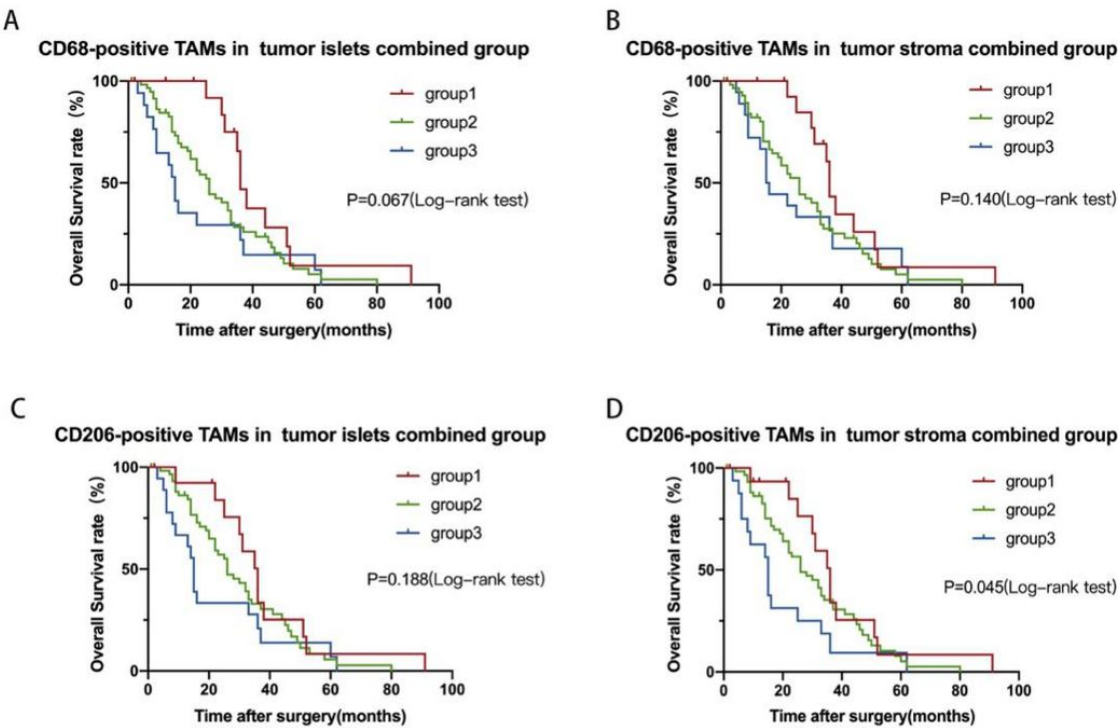 A
CD68-positive TAMs in tumor islets combined group
Overall Survival rate (%)
100
50
0
group1
group2
group3
P=0.067(Log-rank test)
0 20 40 60 80 100
Time after surgery(months)
B
CD68-positive TAMs in tumor stroma combined group
Overall Survival rate (%)
100
50
0
group1
group2
group3
P=0.140(Log-rank test)
0 20 40 60 80 100
Time after surgery(months)
C
CD206-positive TAMs in tumor islets combined group
Overall Survival rate (%)
100
50
0
group1
group2
group3
P=0.188(Log-rank test)
0 20 40 60 80 100
Time after surgery(months)
D
CD206-positive TAMs in tumor stroma combined group
Overall Survival rate (%)
100
50
0
group1
group2
group3
P=0.045(Log-rank test)
0 20 40 60 80 100
Time after surgery(months)